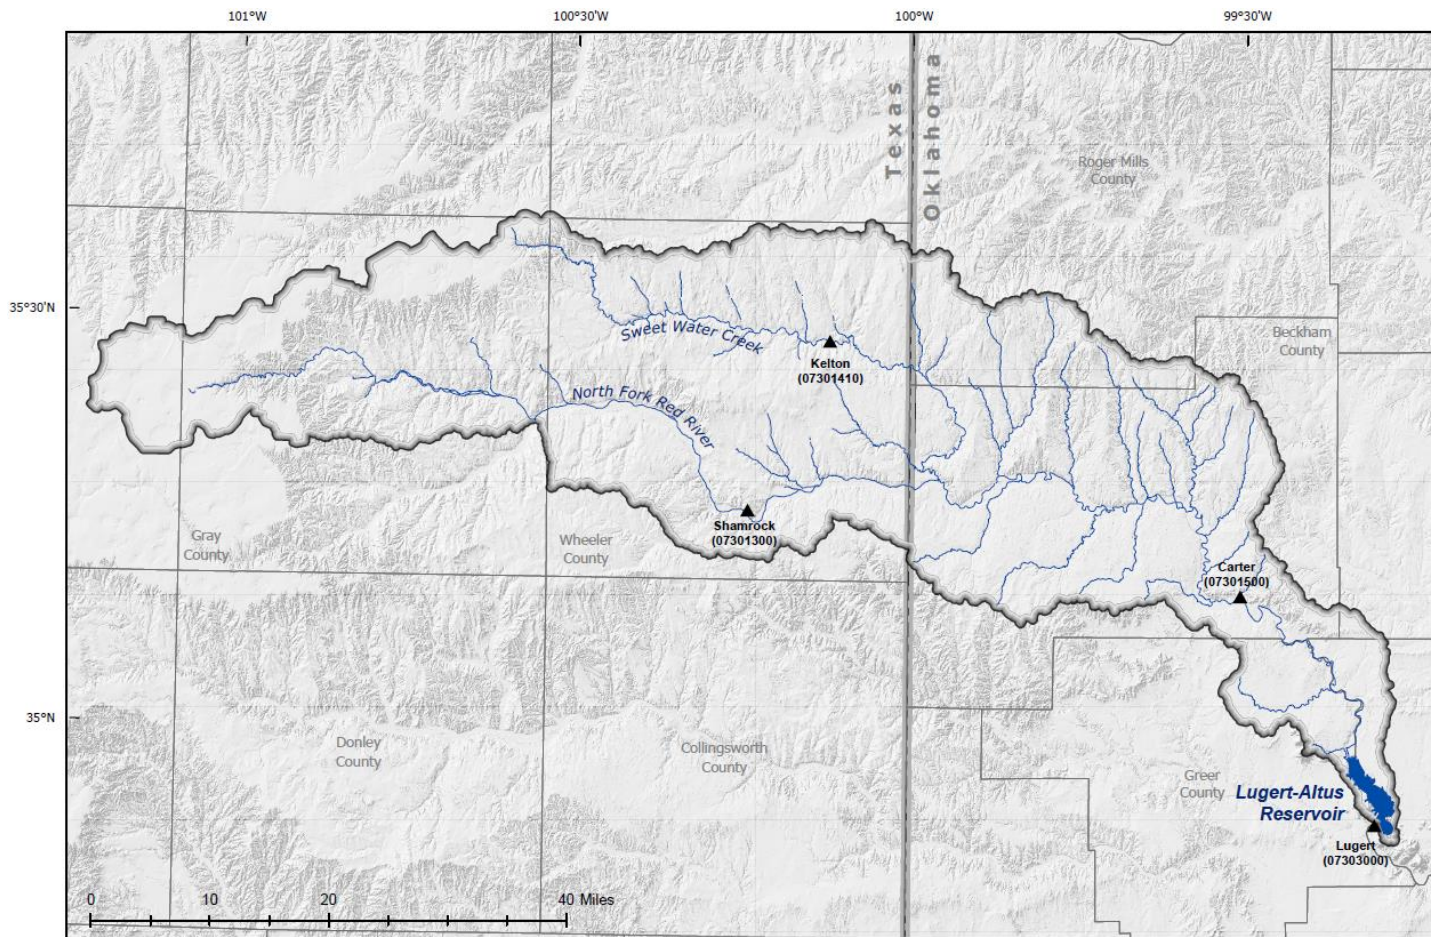 101°W
100°30'W
100°W
99°30'W
Texas
Oklahoma
Roger Mills
County
35°30'N
Sweet Water Creek
Beckham
County
Kelton
(07301410)
North Fork Red River
Shamrock
(07301300)
Gray
County
Wheeler
County
Carter
(07301500)
35°N
Donley
County
Collingsworth
County
Greer
County
Lugert-Altus
Reservoir
Lugert
(07303000)
0 10 20 40 Miles